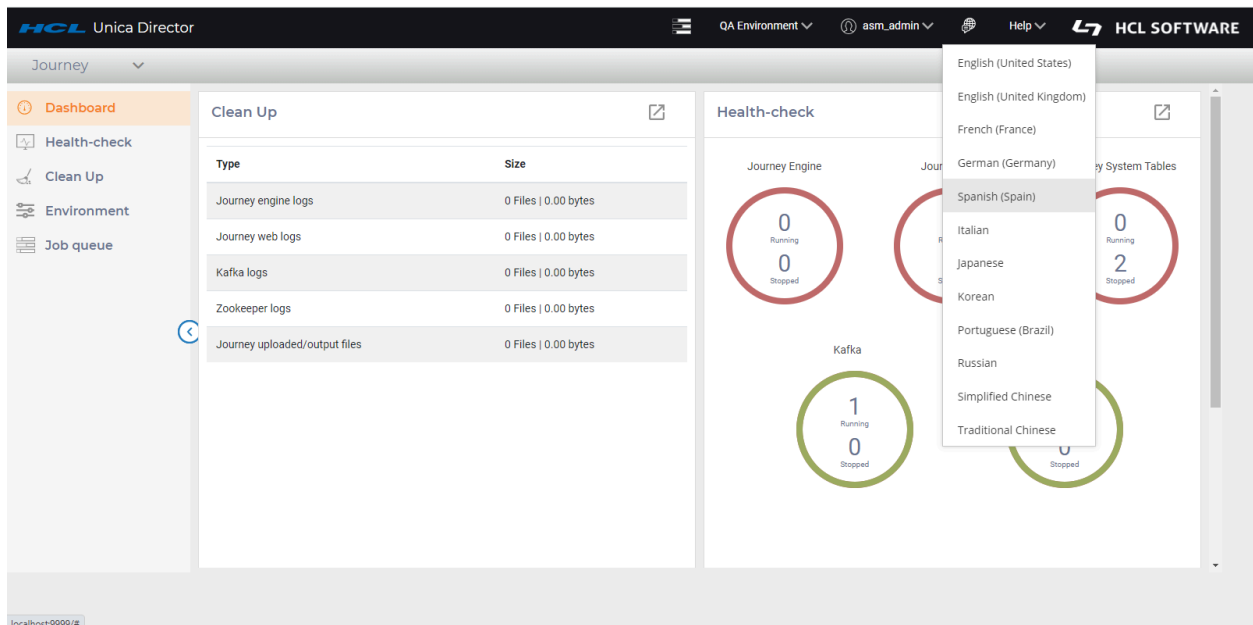 HCL Unica Director
QA Environment
asm_admin
Help
HCL SOFTWARE
Journey
Dashboard
Health-check
Clean Up
Environment
Job queue
Clean Up
Type Size
Journey engine logs 0 Files | 0.00 bytes
Journey web logs 0 Files | 0.00 bytes
Kafka logs 0 Files | 0.00 bytes
Zookeeper logs 0 Files | 0.00 bytes
Journey uploaded/output files 0 Files | 0.00 bytes
Health-check
Journey Engine
0
Running
0
Stopped
System Tables
0
Running
2
Stopped
Kafka
1
Running
0
Stopped
Stopped
English (United States)
English (United Kingdom)
French (France)
German (Germany)
Spanish (Spain)
Italian
Japanese
Korean
Portuguese (Brazil)
Russian
Simplified Chinese
Traditional Chinese
localhost:9999/#